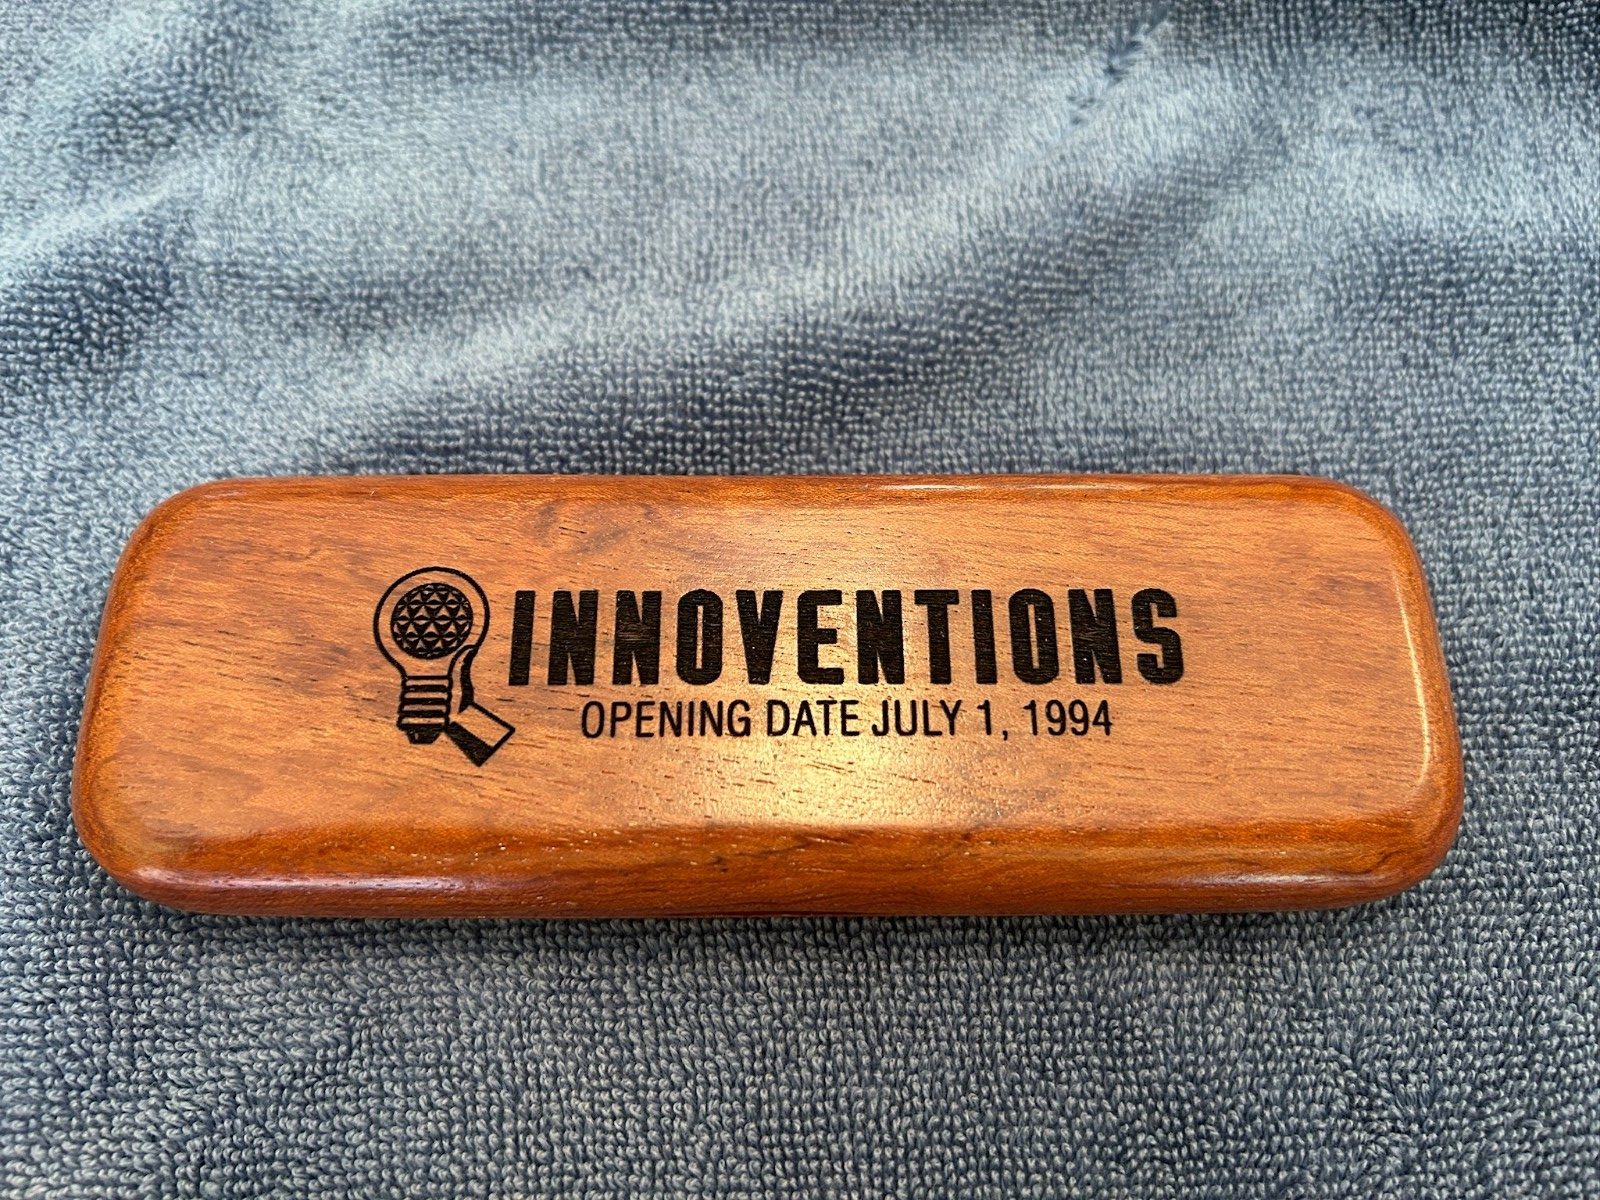 INNOVENTIONS
OPENING DATE JULY 1, 1994